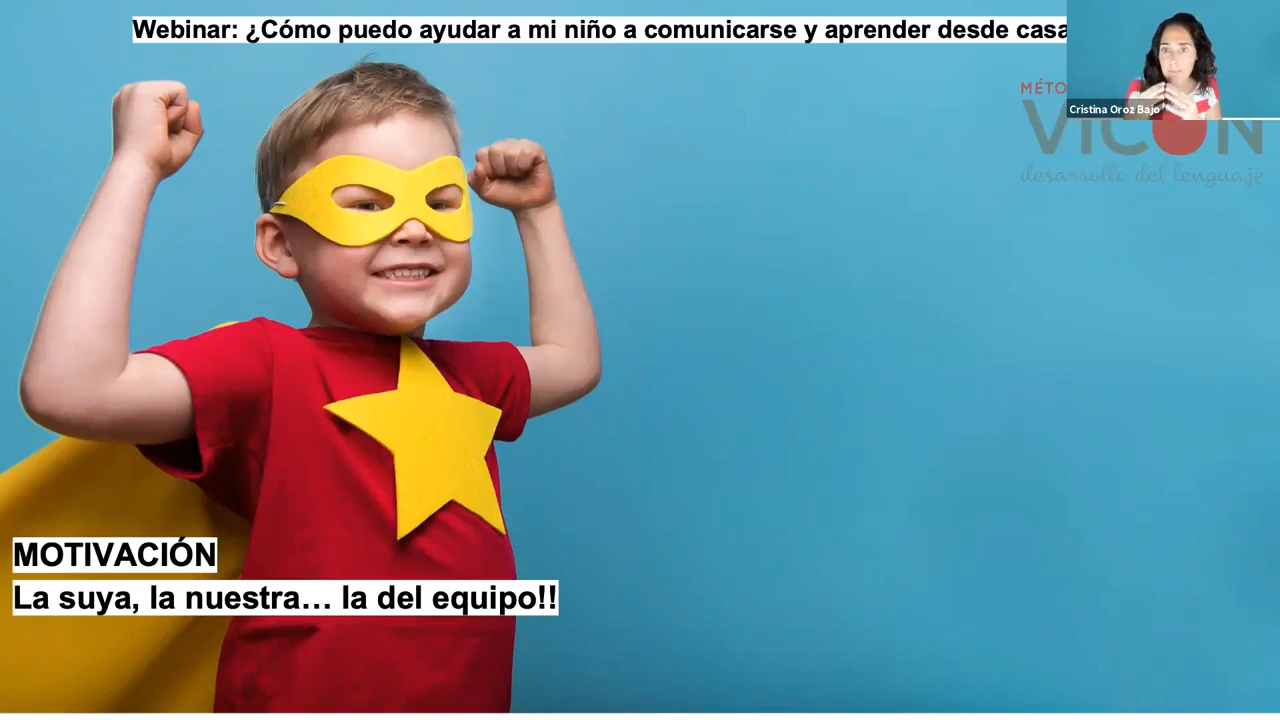 Webinar: ¿Cómo puedo ayudar a mi niño a comunicarse y aprender desde casa
Cristina Oroz Bajo
MÉTO
VICON
desarrollo del lenguaje
MOTIVACIÓN
La suya, la nuestra... la del equipo!!